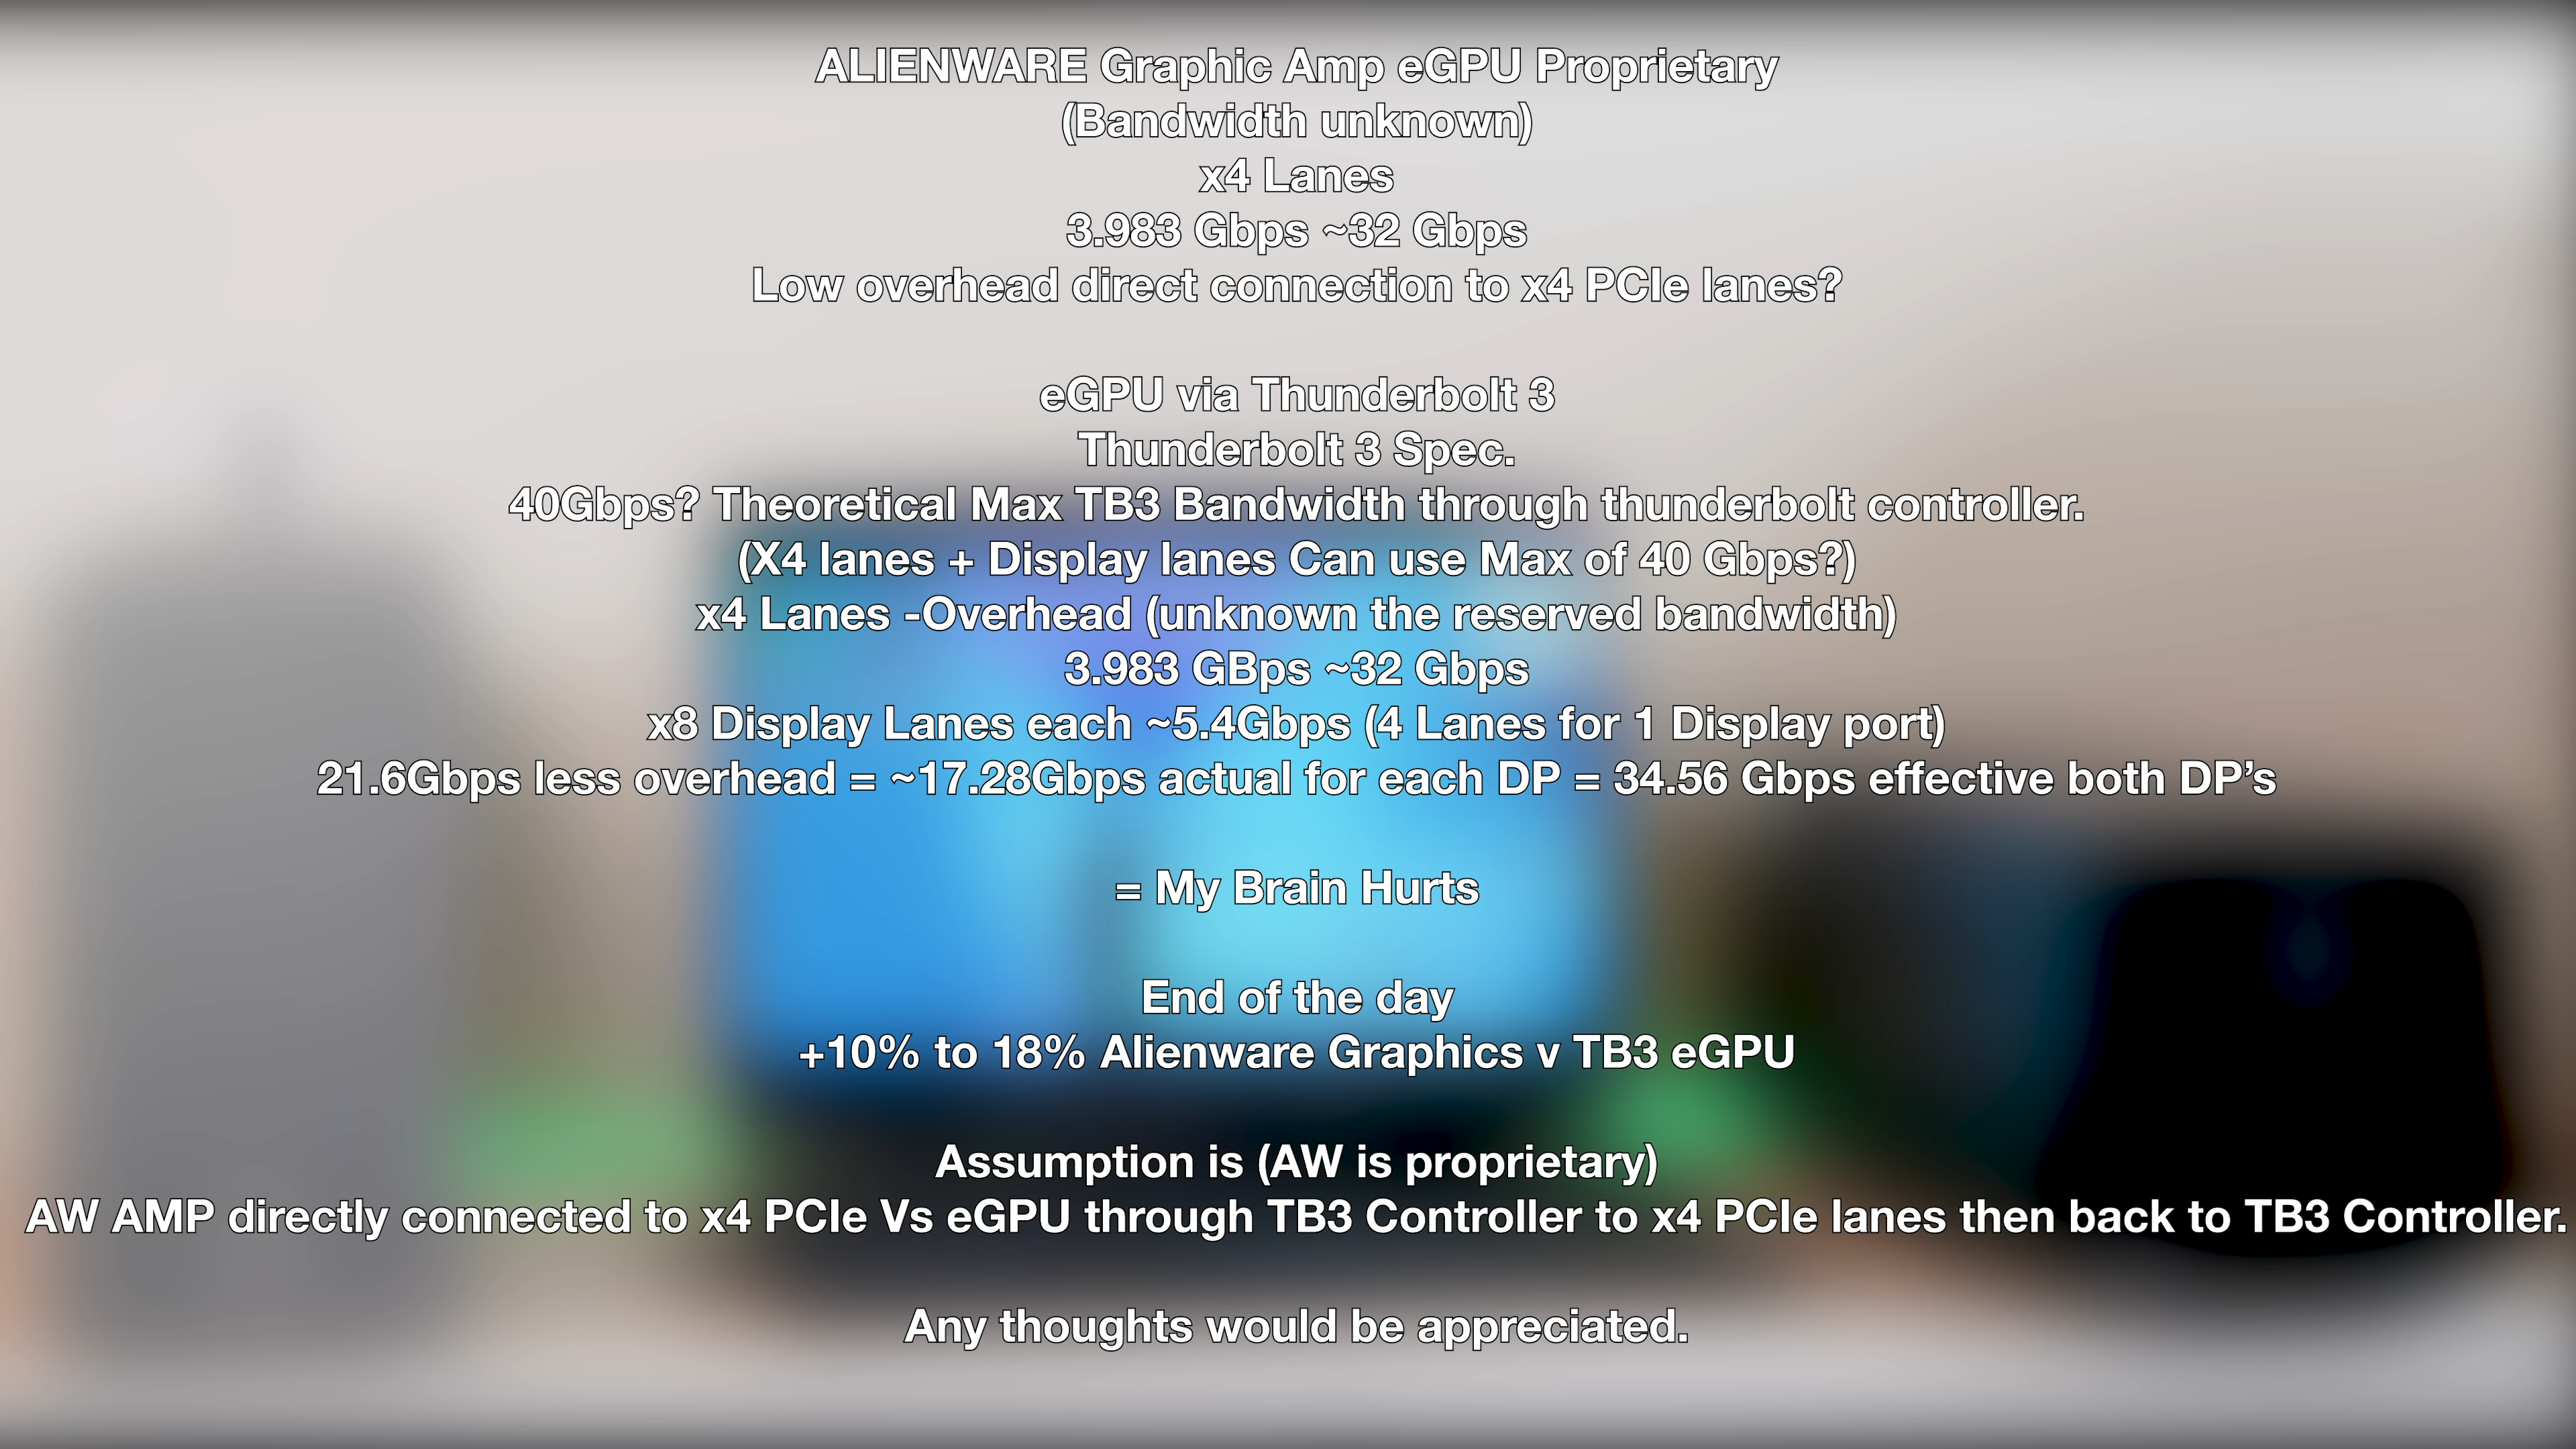 ALIENWARE Graphic Amp eGPU Proprietary
(Bandwidth unknown)
x4 Lanes
3.983 Gbps ~32 Gbps
Low overhead direct connection to x4 PCIe lanes?
eGPU via Thunderbolt 3
Thunderbolt 3 Spec.
40Gbps? Theoretical Max TB3 Bandwidth through thunderbolt controller.
(X4 lanes + Display lanes Can use Max of 40 Gbps?)
x4 Lanes -Overhead (unknown the reserved bandwidth)
3.983 GBps ~32 Gbps
x8 Display Lanes each ~5.4Gbps (4 Lanes for 1 Display port)
21.6Gbps less overhead = ~17.28Gbps actual for each DP = 34.56 Gbps effective both DP’s
= My Brain Hurts
End of the day
+10% to 18% Alienware Graphics v TB3 eGPU
Assumption is (AW is proprietary)
AW AMP directly connected to x4 PCIe Vs eGPU through TB3 Controller to x4 PCIe lanes then back to TB3 Controller.
Any thoughts would be appreciated.